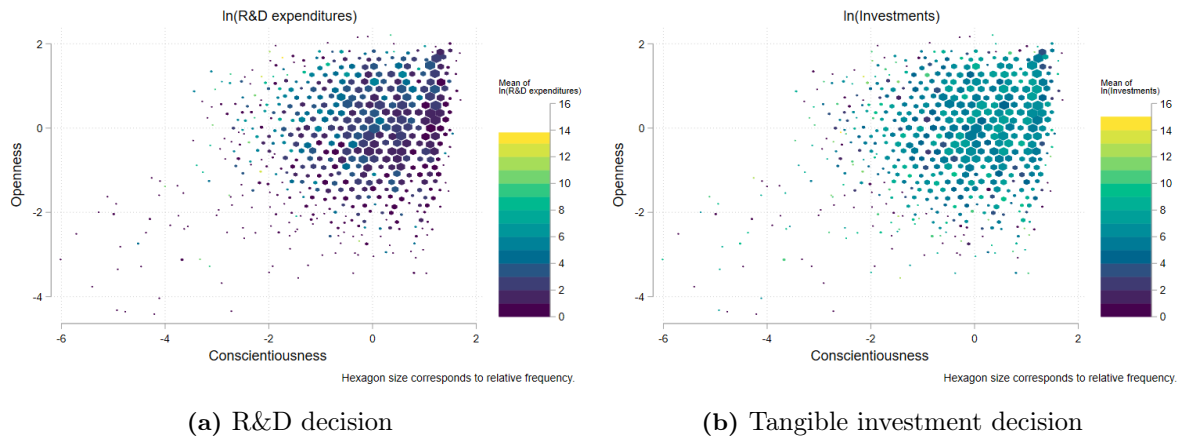 ln(R&D expenditures)
2
0
-2
-4
Openness
-6
-4
-2
0
2
Conscientiousness
Mean of
ln(R&D expenditures)
16
14
12
10
8
6
4
2
0
Hexagon size corresponds to relative frequency.
(a) R&D decision
ln(Investments)
2
0
-2
-4
Openness
-6
-4
-2
0
2
Conscientiousness
Mean of
ln(Investments)
16
14
12
10
8
6
4
2
0
Hexagon size corresponds to relative frequency.
(b) Tangible investment decision